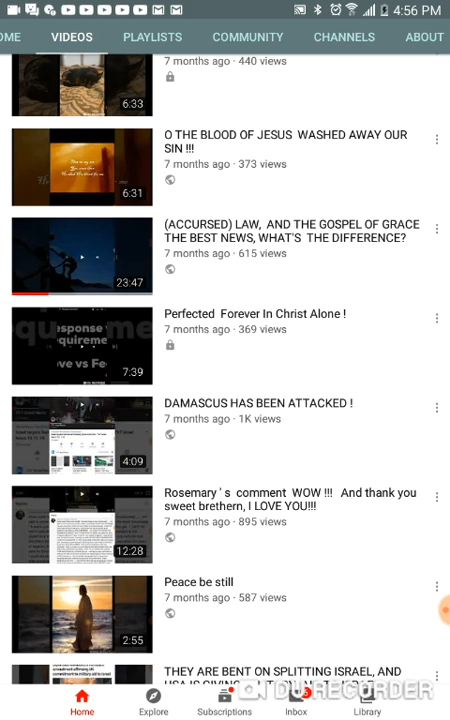 4:56 PM
OME VIDEOS PLAYLISTS COMMUNITY CHANNELS ABOUT
7 months ago · 440 views
6:33
O THE BLOOD OF JESUS WASHED AWAY OUR
SIN !!!
7 months ago · 373 views
6:31
(ACCURSED) LAW, AND THE GOSPEL OF GRACE
THE BEST NEWS, WHAT'S THE DIFFERENCE?
7 months ago · 615 views
23:47
Perfected Forever In Christ Alone !
7 months ago · 369 views
7:39
DAMASCUS HAS BEEN ATTACKED !
7 months ago · 1K views
4:09
Rosemary ' s comment WOW !!! And thank you
sweet brethern, I LOVE YOU!!!
7 months ago · 895 views
12:28
Peace be still
7 months ago · 587 views
2:55
THEY ARE BENT ON SPLITTING ISRAEL, AND
DU RECORDER
Home Explore Subscriptions Inbox Library